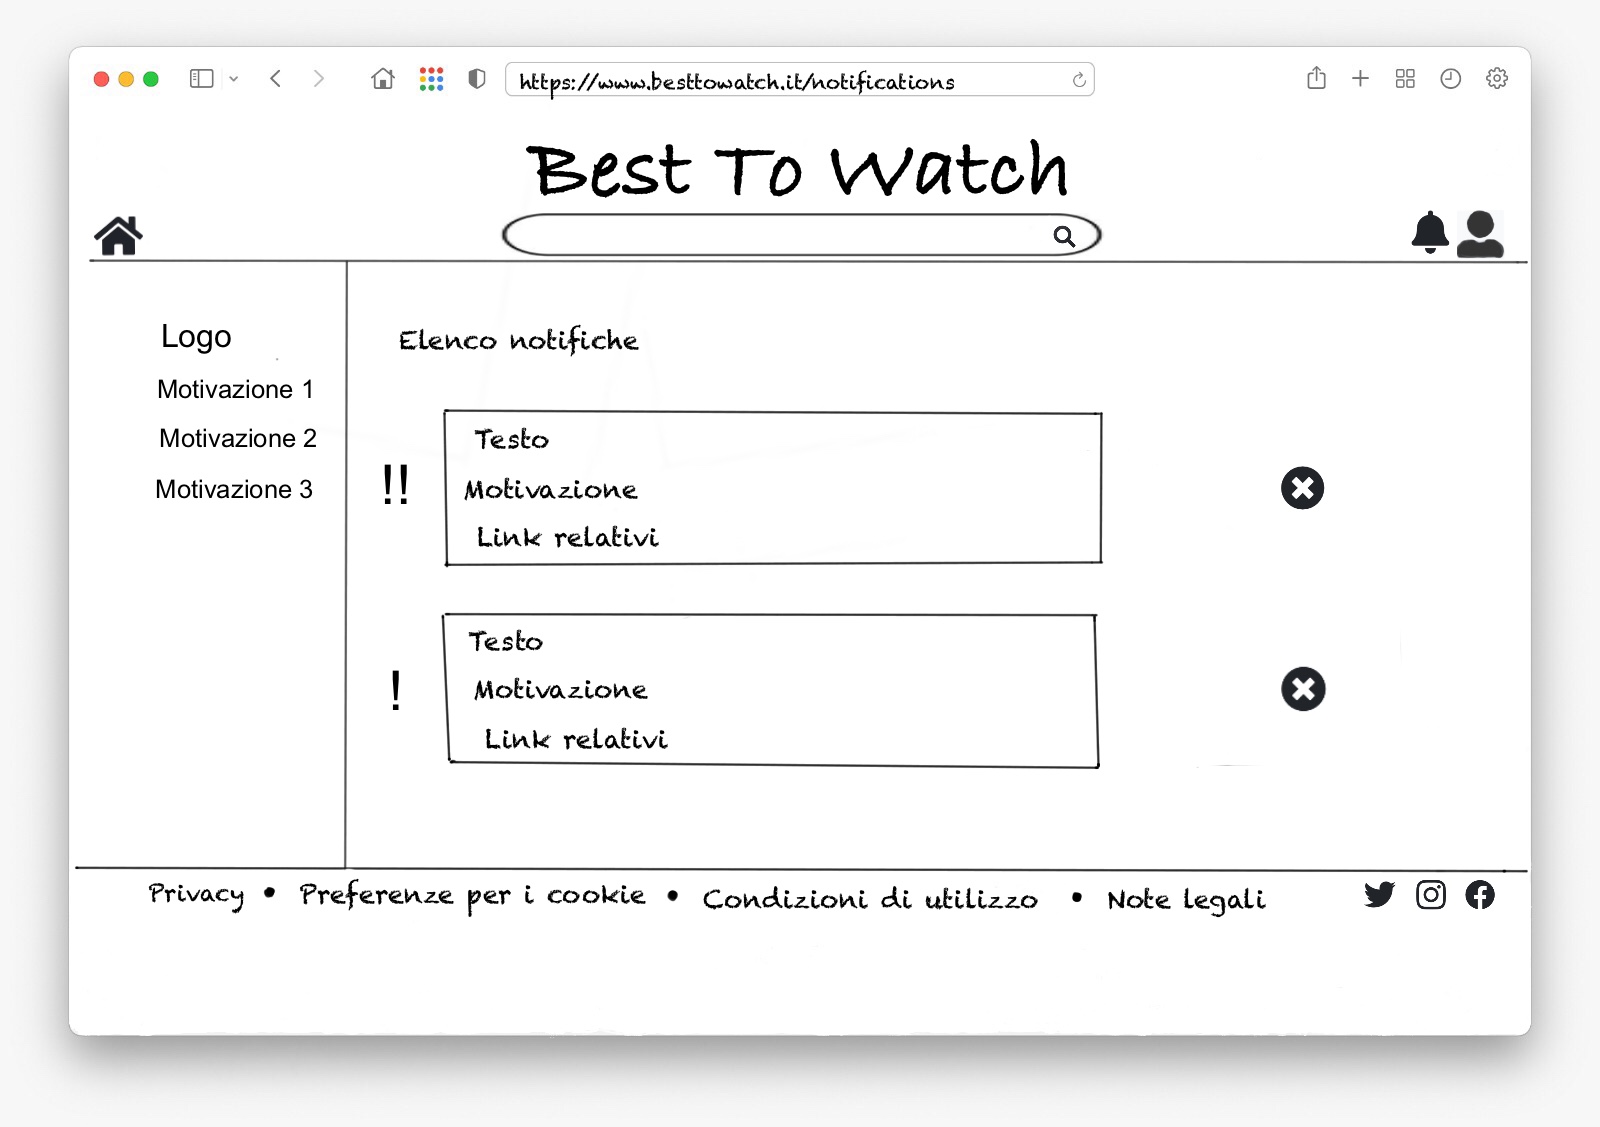 https://www.besttowatch.it/notifications
Best To Watch
Logo
Motivazione 1
Motivazione 2
Motivazione 3
Elenco notifiche
!!
Testo
Motivazione
Link relativi
!
Testo
Motivazione
Link relativi
Privacy • Preferenze per i cookie • Condizioni di utilizzo • Note legali